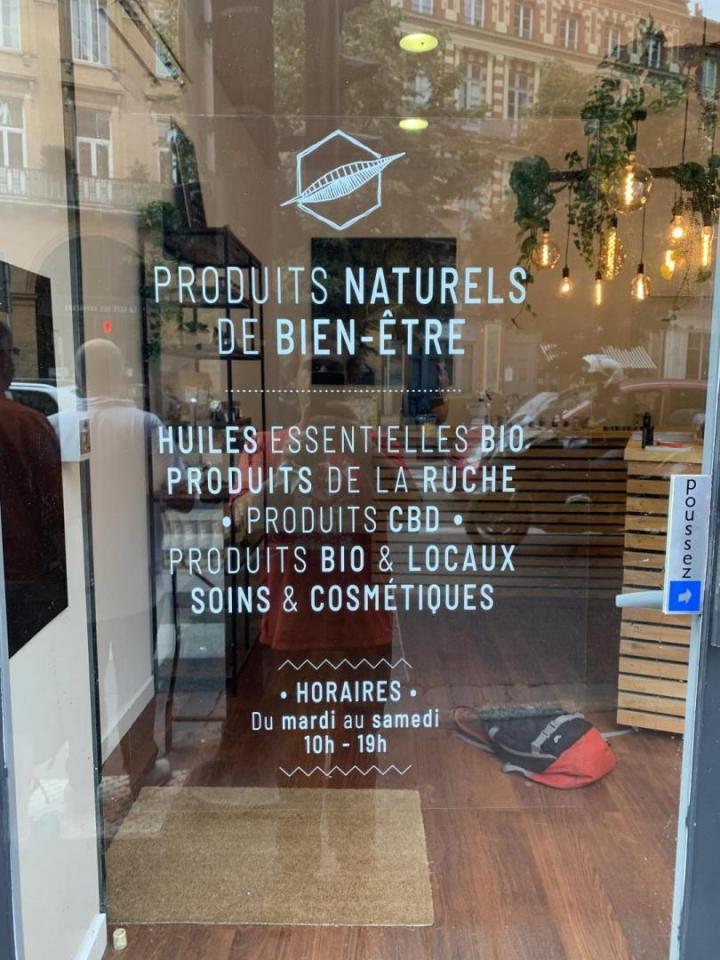 PRODUITS NATURELS
DE BIEN-ÊTRE
HUILES ESSENTIELLES BIO
PRODUITS DE LA RUCHE
• PRODUITS CBD •
PRODUITS BIO & LOCAUX
SOINS & COSMÉTIQUES
• HORAIRES •
Du mardi au samedi
10h - 19h
poussez